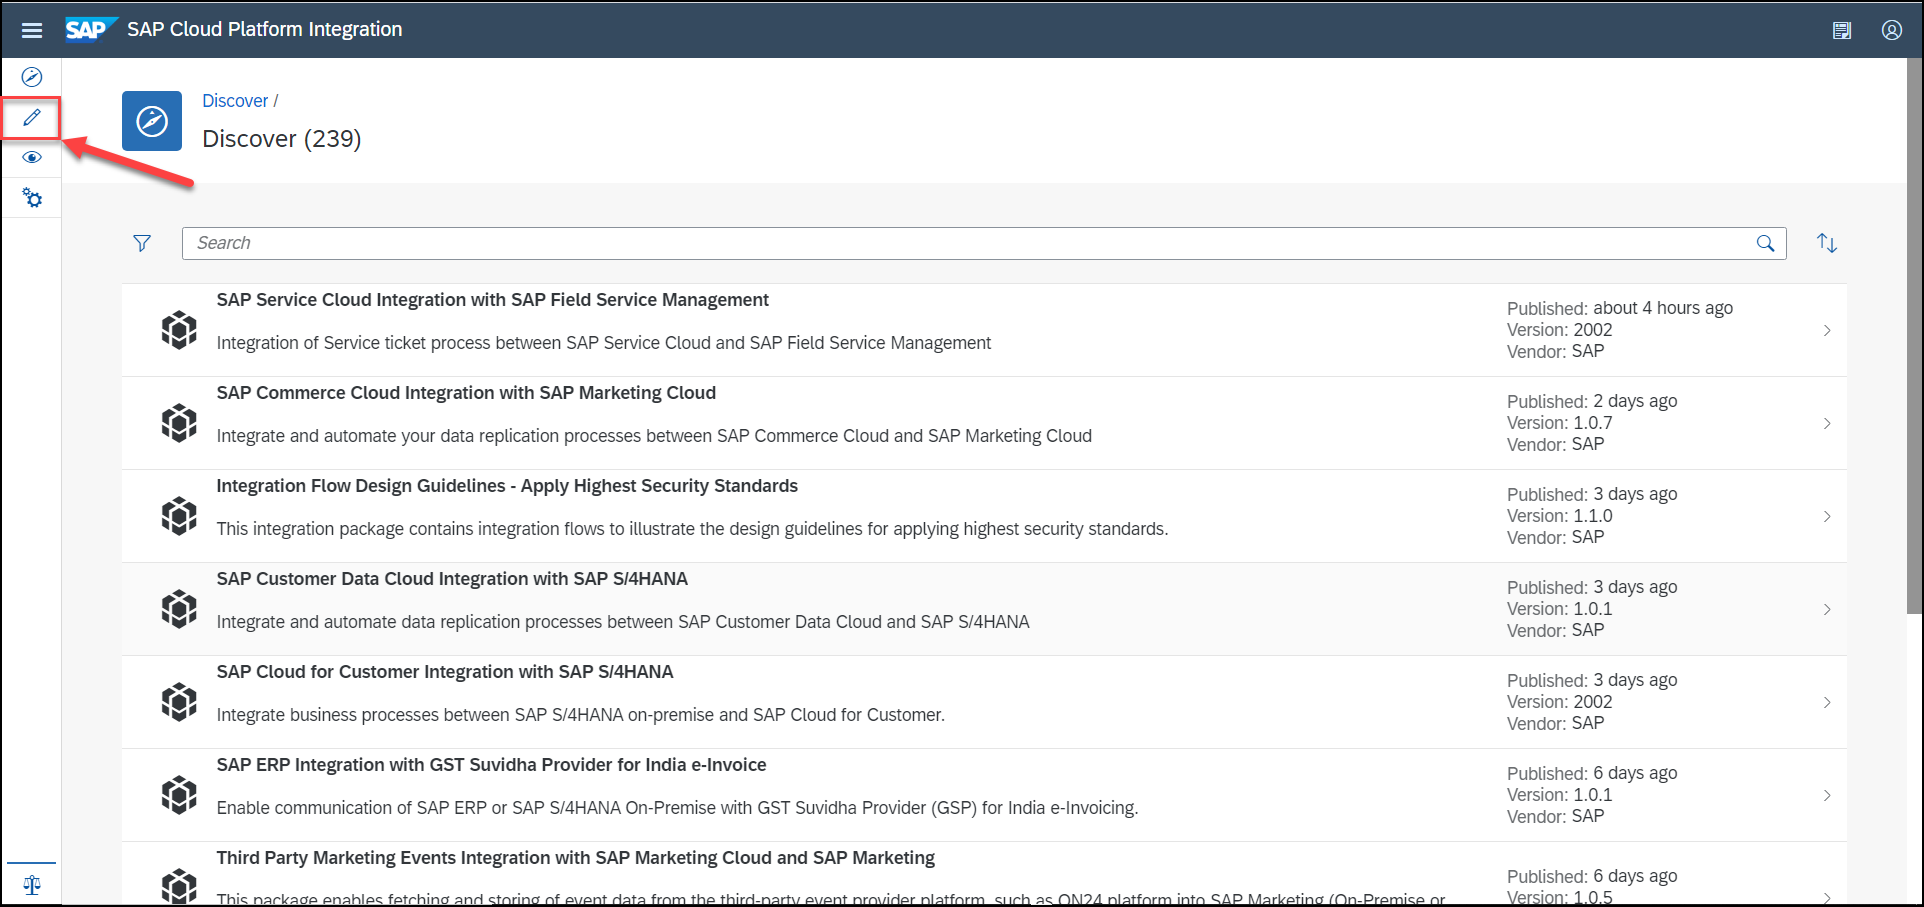 SAP SAP Cloud Platform Integration
Discover /
Discover (239)
Search
SAP Service Cloud Integration with SAP Field Service Management
Integration of Service ticket process between SAP Service Cloud and SAP Field Service Management
Published: about 4 hours ago
Version: 2002
Vendor: SAP
SAP Commerce Cloud Integration with SAP Marketing Cloud
Integrate and automate your data replication processes between SAP Commerce Cloud and SAP Marketing Cloud
Published: 2 days ago
Version: 1.0.7
Vendor: SAP
Integration Flow Design Guidelines - Apply Highest Security Standards
This integration package contains integration flows to illustrate the design guidelines for applying highest security standards.
Published: 3 days ago
Version: 1.1.0
Vendor: SAP
SAP Customer Data Cloud Integration with SAP S/4HANA
Integrate and automate data replication processes between SAP Customer Data Cloud and SAP S/4HANA
Published: 3 days ago
Version: 1.0.1
Vendor: SAP
SAP Cloud for Customer Integration with SAP S/4HANA
Integrate business processes between SAP S/4HANA on-premise and SAP Cloud for Customer.
Published: 3 days ago
Version: 2002
Vendor: SAP
SAP ERP Integration with GST Suvidha Provider for India e-Invoice
Enable communication of SAP ERP or SAP S/4HANA On-Premise with GST Suvidha Provider (GSP) for India e-Invoicing.
Published: 6 days ago
Version: 1.0.1
Vendor: SAP
Third Party Marketing Events Integration with SAP Marketing Cloud and SAP Marketing
This package enables fetching and storing of event data from the third-party event provider platform, such as ON24 platform into SAP Marketing (On-Premise or
Published: 6 days ago
Version: 1.0.5